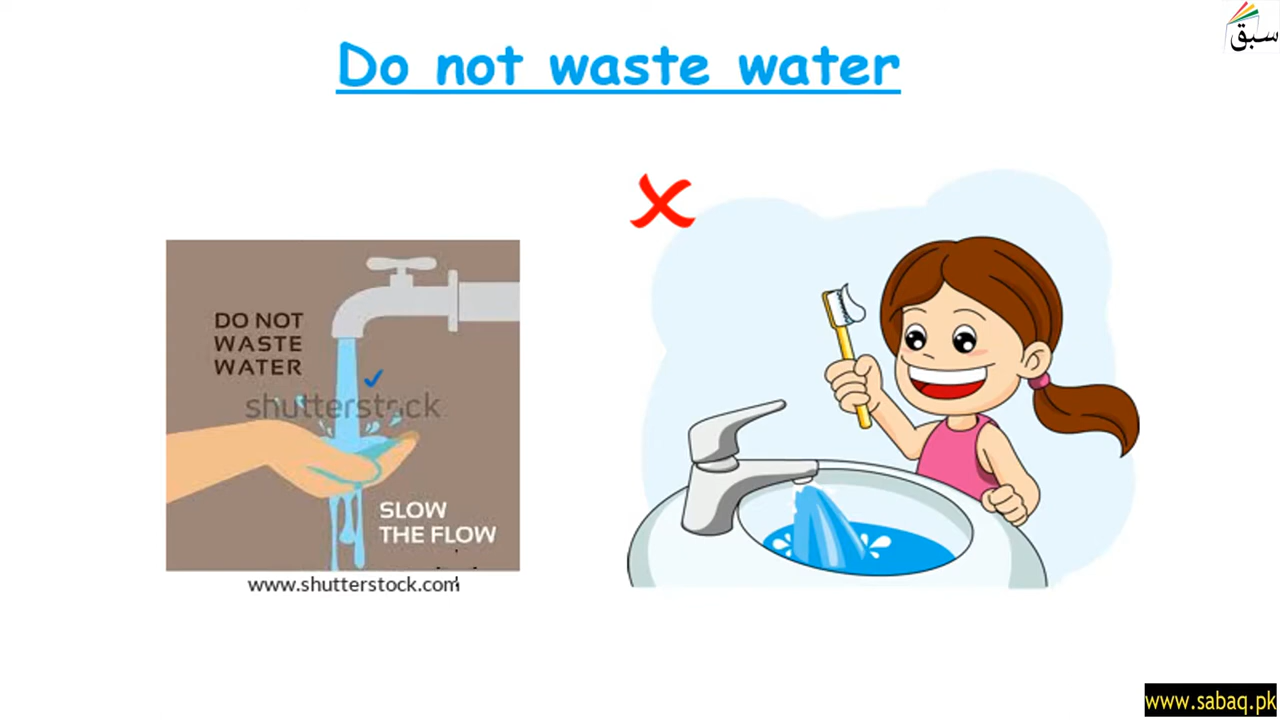 سبق
Do not waste water
DO NOT
WASTE
WATER
shutterstock
SLOW
THE FLOW
www.shutterstock.com
www.sabaq.pk